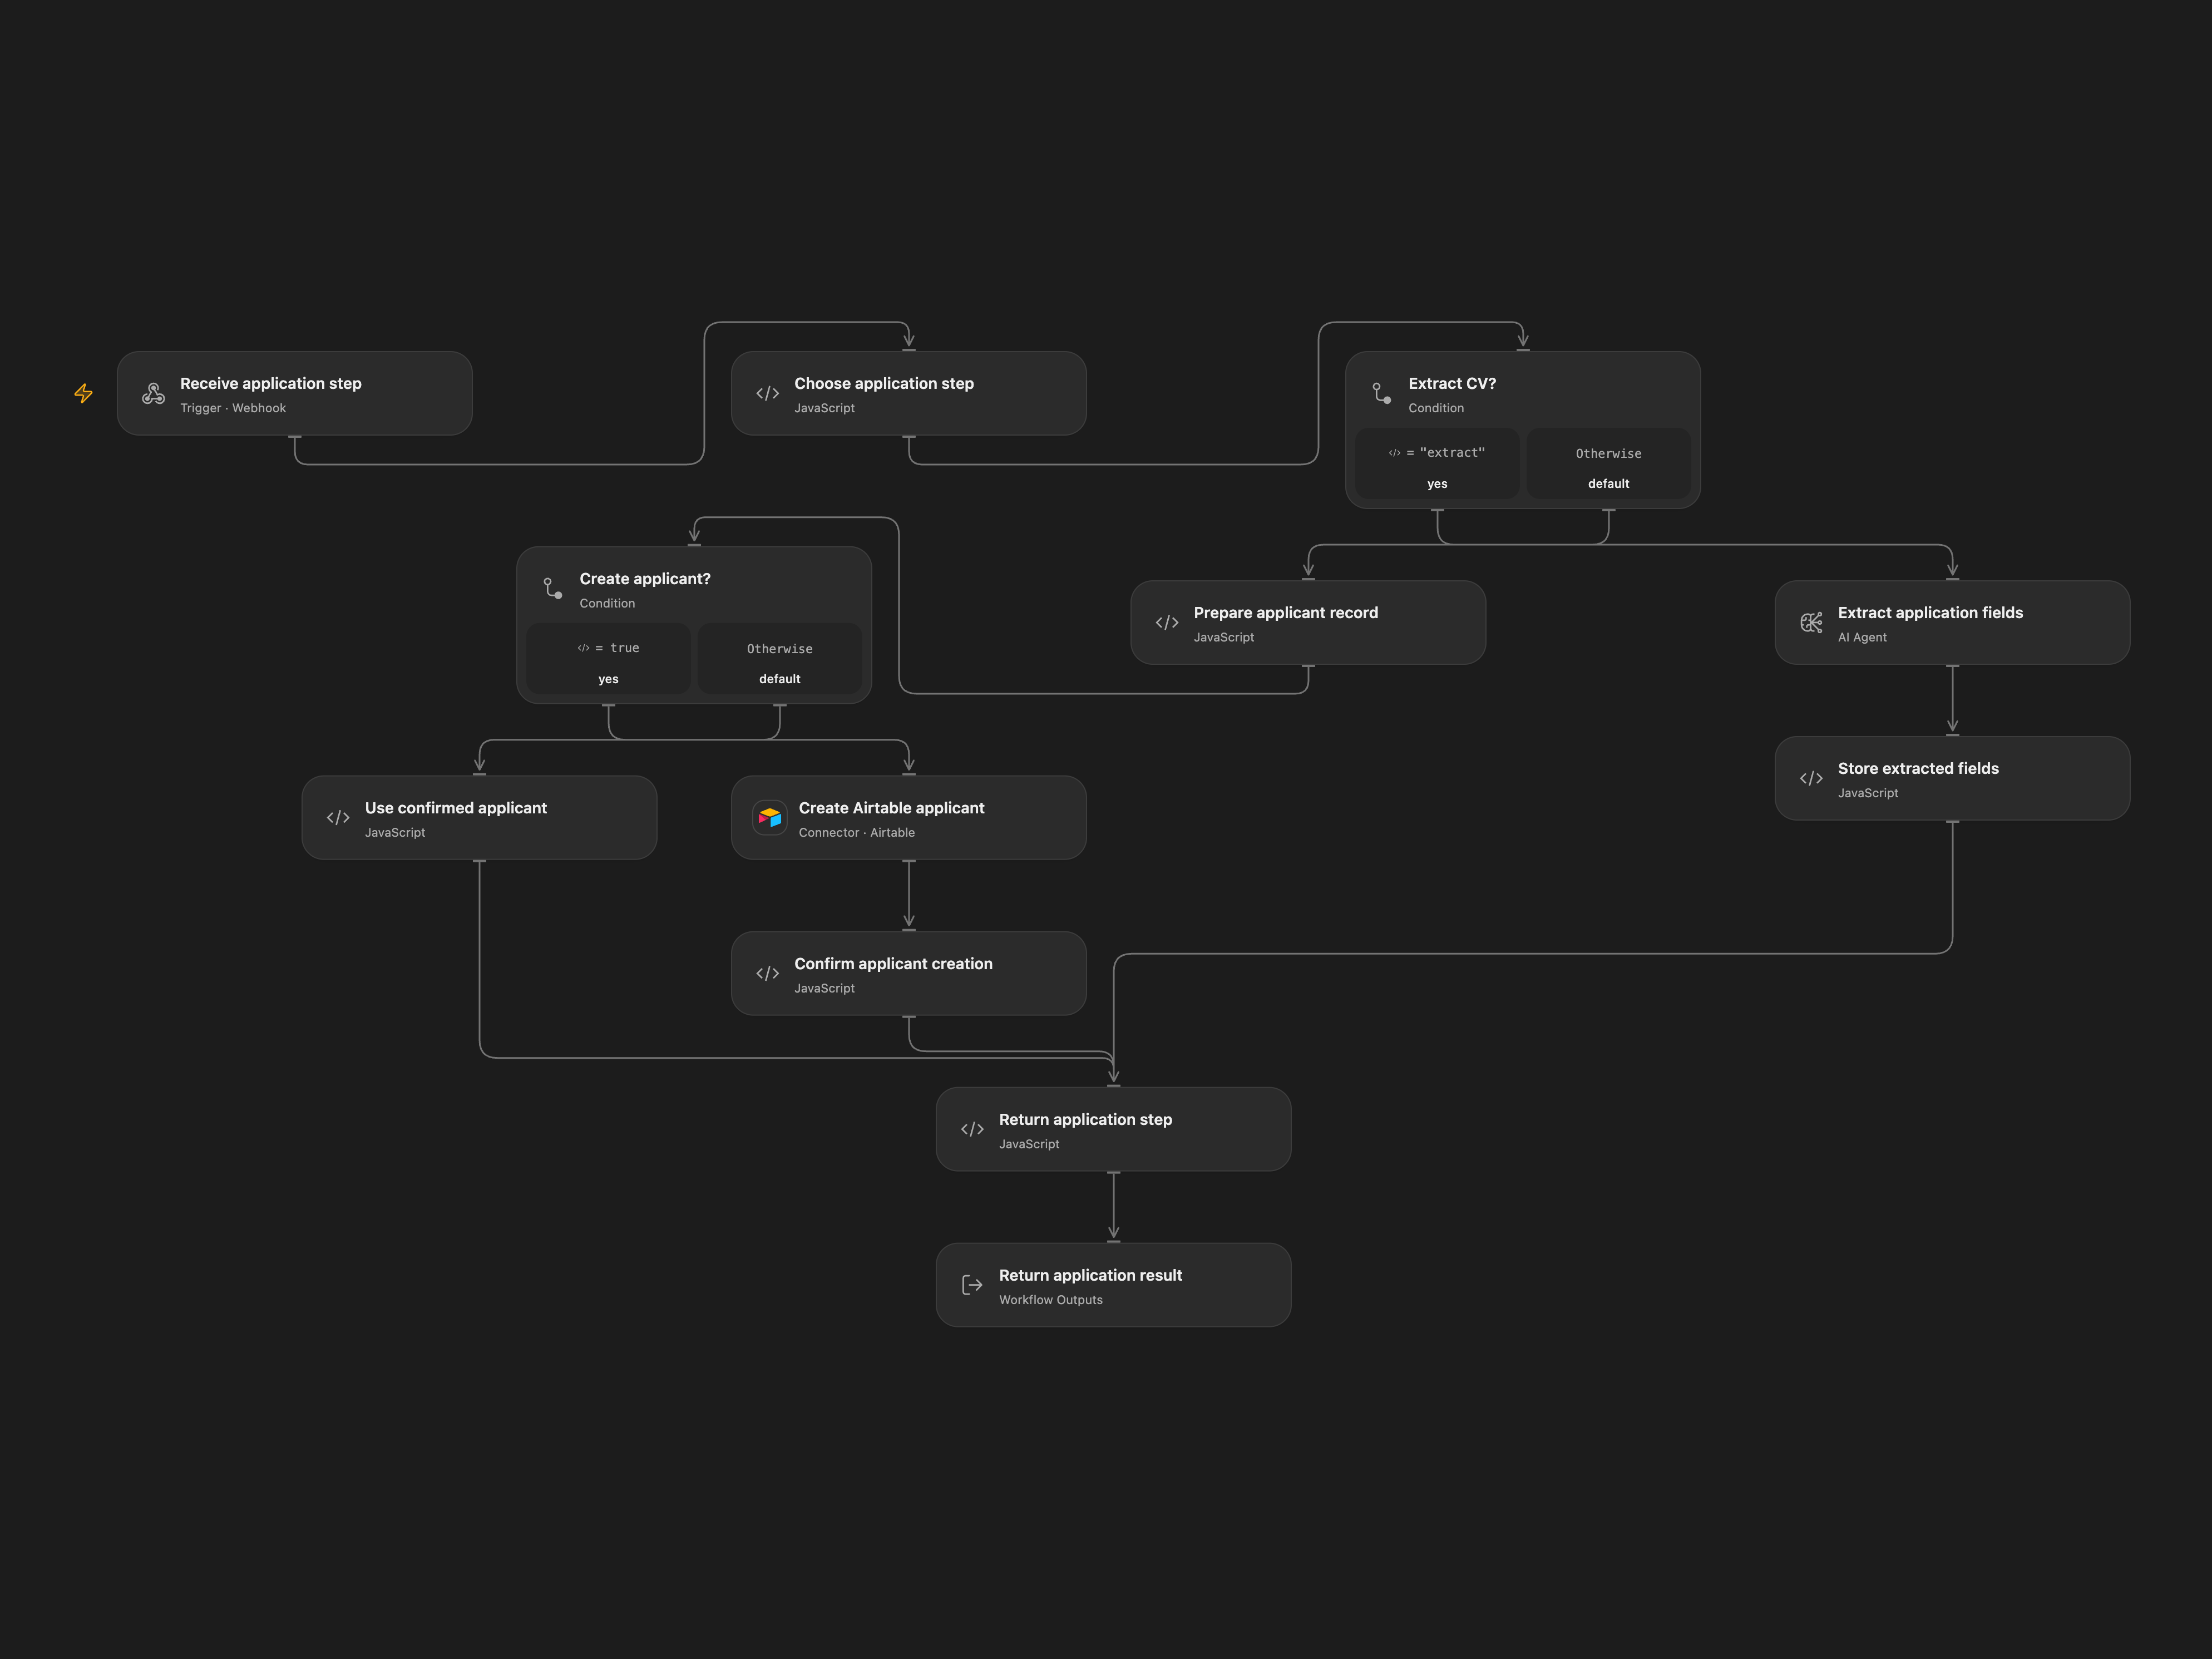 Receive application step
Trigger · Webhook
Choose application step
JavaScript
Extract CV?
Condition
</> = "extract"
yes
Otherwise
default
Create applicant?
Condition
</> = true
yes
Otherwise
default
Prepare applicant record
JavaScript
Extract application fields
AI Agent
Store extracted fields
JavaScript
Use confirmed applicant
JavaScript
Create Airtable applicant
Connector · Airtable
Confirm applicant creation
JavaScript
Return application step
JavaScript
Return application result
Workflow Outputs